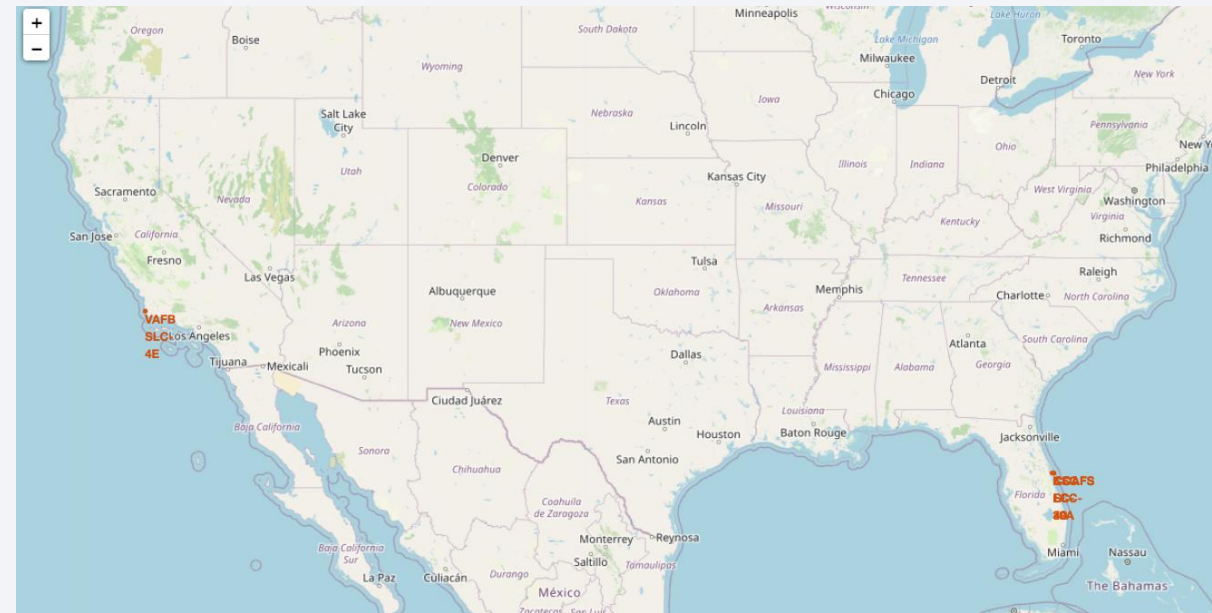 +
−
Oregon
Boise
South Dakota
Minneapolis
Wisconsin
Lake Huron
Toronto
Lake Michigan
Milwaukee
Wyoming
Detroit
New York
Chicago
Iowa
Nebraska
Salt Lake
City
Lincoln
Pennsylvania
Ohio
New Yo
Denver
Illinois
Indiana
Philadelphia
Utah
Kansas City
Colorado
Sacramento
Nevada
Kansas
Missouri
West Virginia
Washington
Virginia
Kentucky
San Jose
California
Richmond
Fresno
Las Vegas
Tulsa
Raleigh
Albuquerque
Oklahoma
Memphis
Tennessee
Charlotte
North Carolina
Arkansas
VAFB
SLC-
4E
Los Angeles
Arizona
New Mexico
Phoenix
Dallas
Atlanta
South Carolina
Tijuana
Mexicali
Tucson
Mississippi
Alabama
Georgia
Ciudad Juárez
Texas
Louisiana
Austin
Houston
Baton Rouge
Jacksonville
Baja California
Sonora
San Antonio
Chihuahua
Florida
Coahuila
de Zaragoza
Monterrey
Reynosa
Baja California
Sur
Saltillo
Tamaulipas
Miami
Nassau
La Paz
Culiacán
Durango
México
The Bahamas
Zacatecas
San Luis